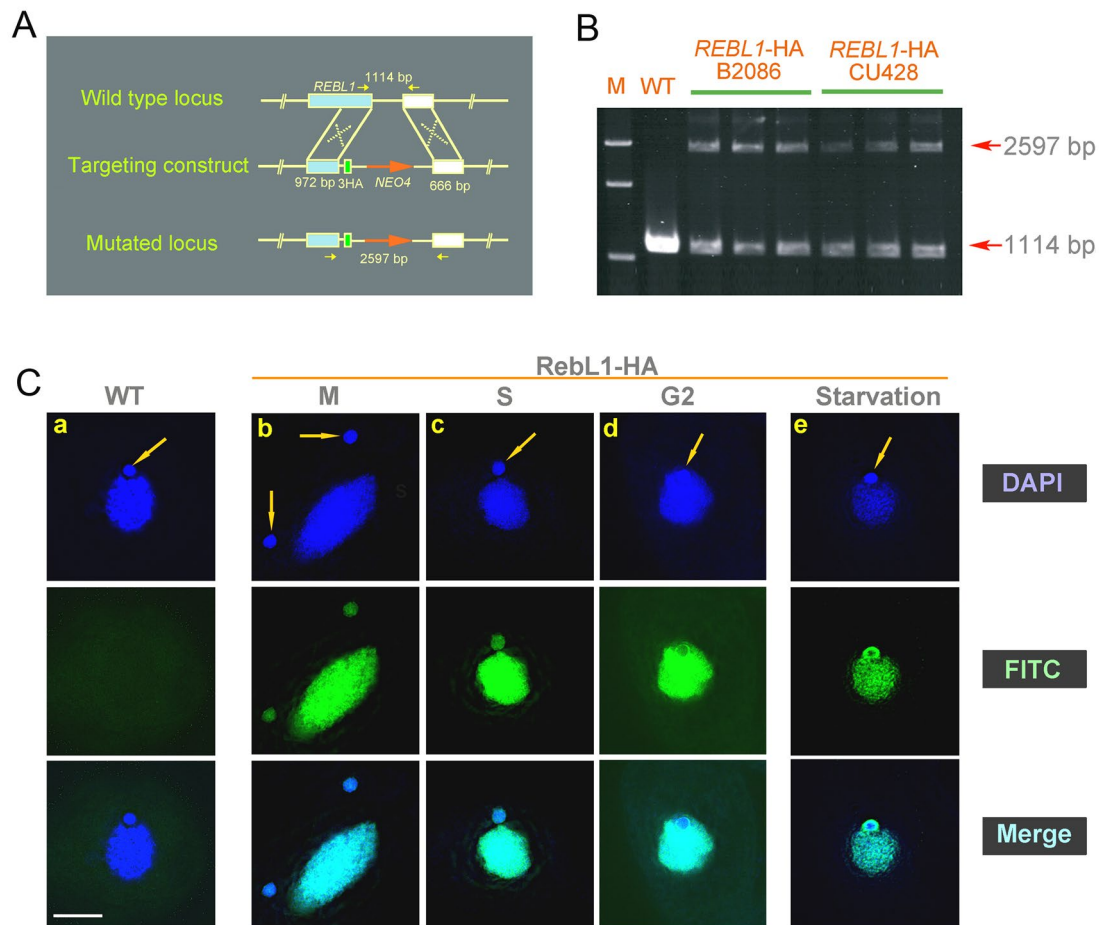 A
Wild type locus
REBL1
1114 bp
Targeting construct
972 bp
3HA
NEO4
666 bp
Mutated locus
2597 bp
B
REBL1-HA
B2086
REBL1-HA
CU428
M
WT
2597 bp
1114 bp
C
RebL1-HA
WT
M
S
G2
Starvation
a
b
c
d
e
S
DAPI
FITC
Merge